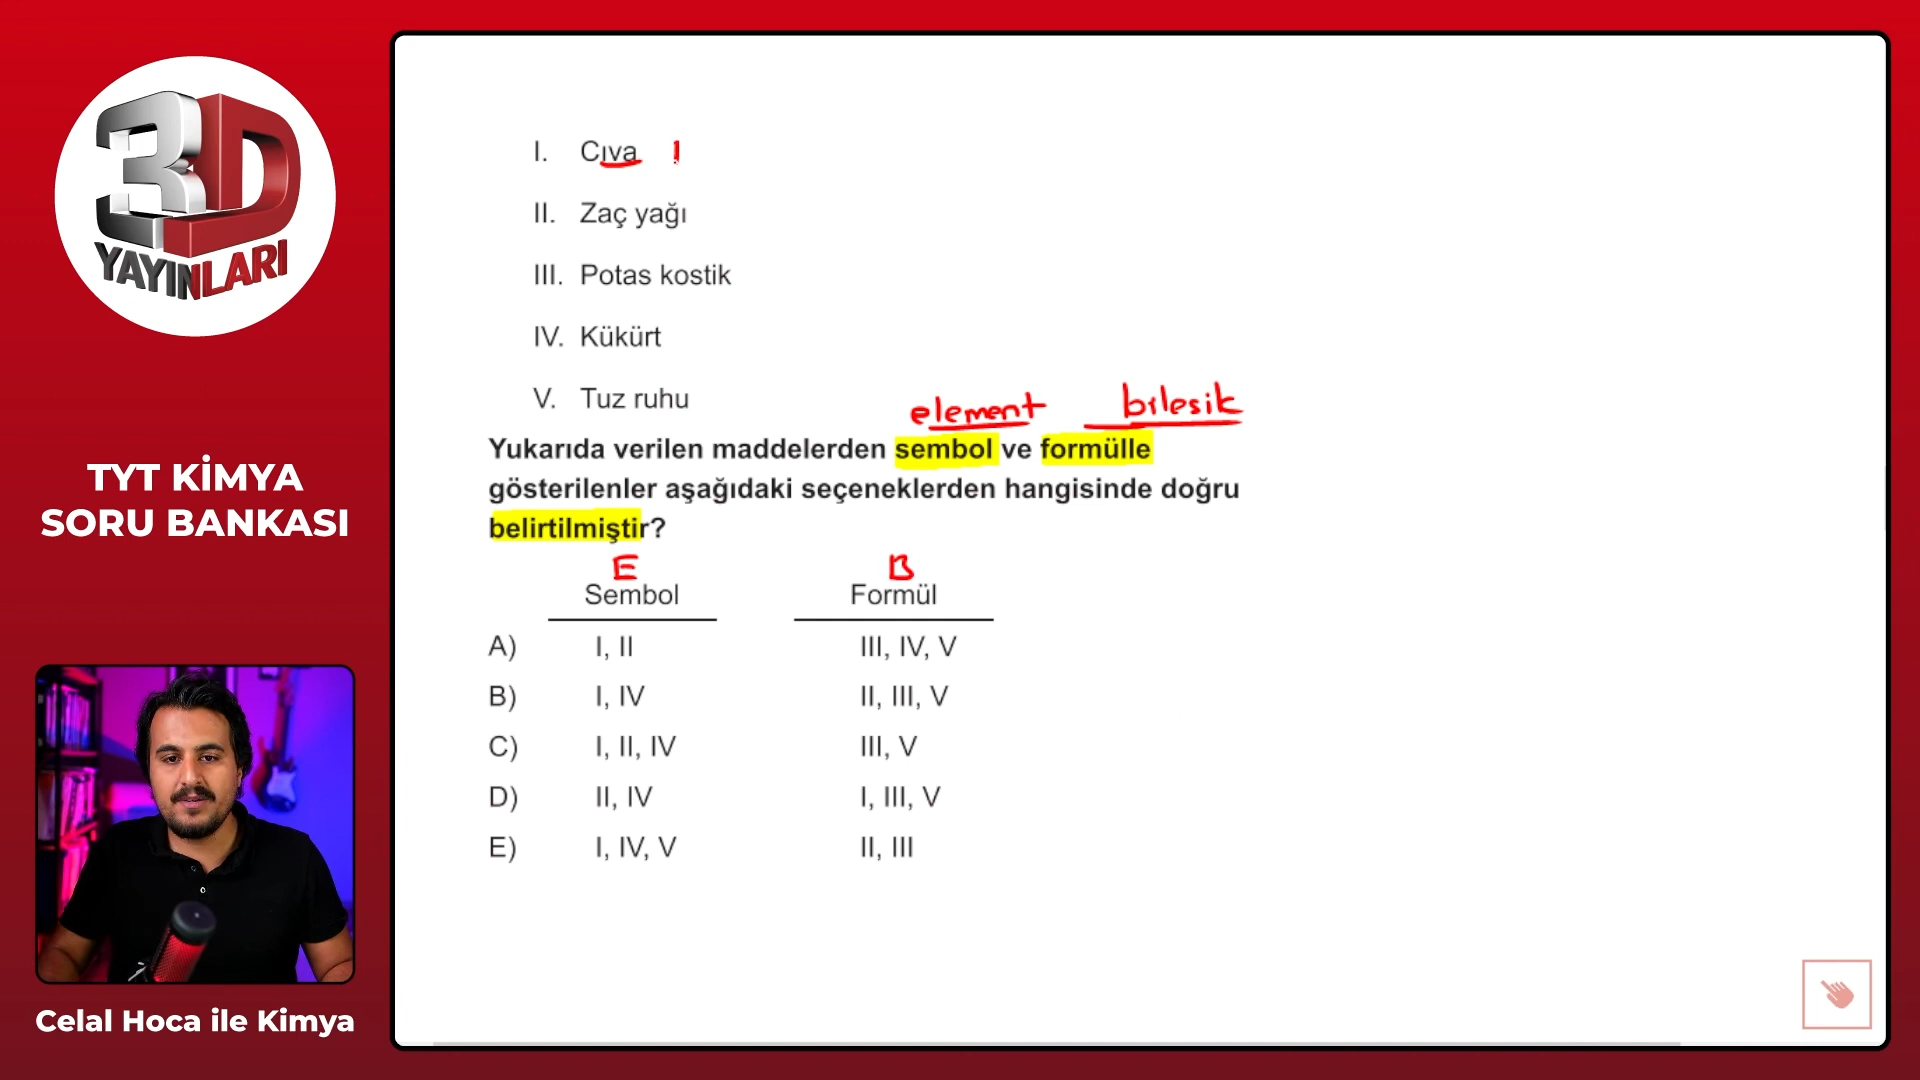 3D
YAYINLARI
TYT KİMYA
SORU BANKASI
Celal Hoca ile Kimya
I. Cıva
II. Zaç yağı
III. Potas kostik
IV. Kükürt
V. Tuz ruhu
element bilesik
Yukarıda verilen maddelerden sembol ve formülle
gösterilenler aşağıdaki seçeneklerden hangisinde doğru
belirtilmiştir?
E B
Sembol Formül
A) I, II III, IV, V
B) I, IV II, III, V
C) I, II, IV III, V
D) II, IV I, III, V
E) I, IV, V II, III